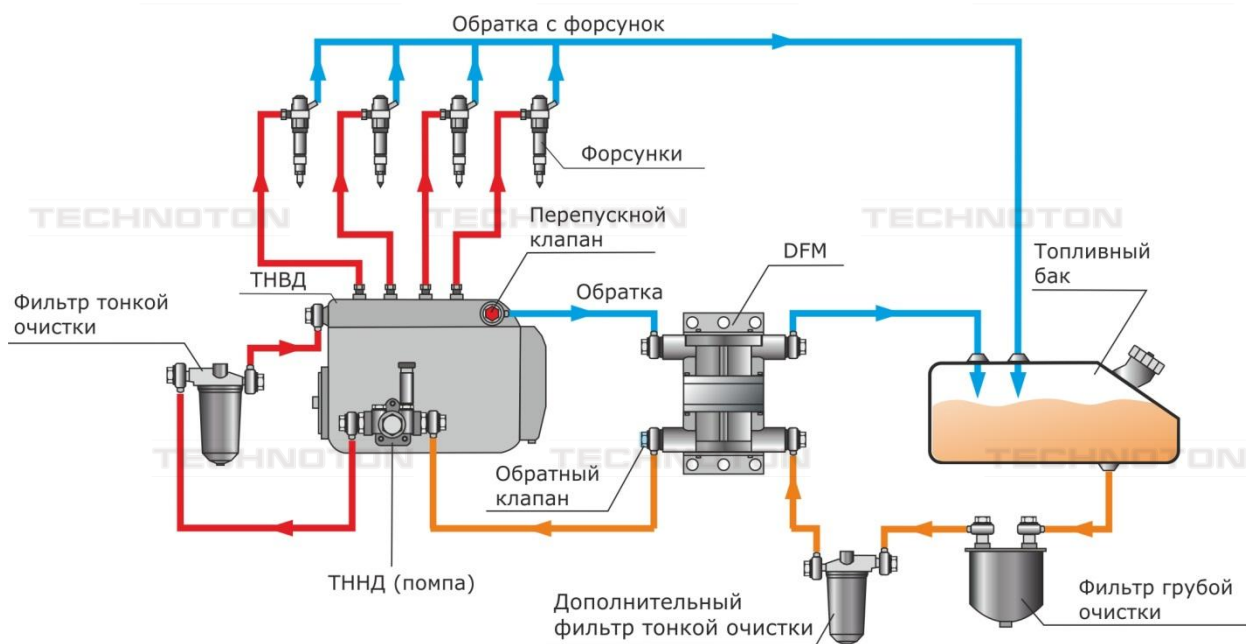 Обратка с форсунок
Форсунки
TECHNOTON
TECHNOTON
TECHNOTON
Перепускной
клапан
DFM
Топливный
бак
ТНВД
Обратка
Фильтр тонкой
очистки
TECHNOTON
TECHNOTON
TECHNOTON
Обратный
клапан
ТННД (помпа)
Дополнительный
фильтр тонкой очистки
Фильтр грубой
очистки